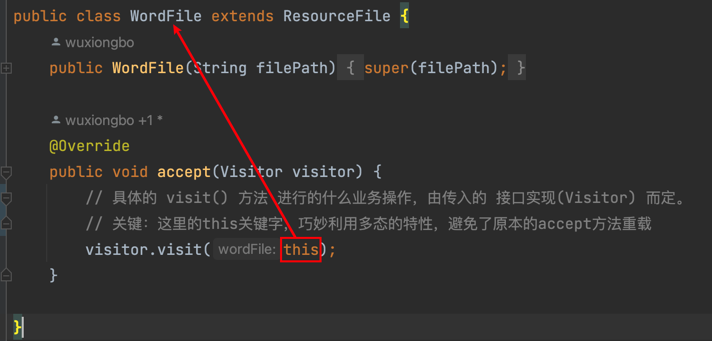 public class WordFile extends ResourceFile {
wuxiongbo
public WordFile(String filePath) { super(filePath); }
wuxiongbo +1 *
@Override
public void accept(Visitor visitor) {
// 具体的 visit() 方法 进行的什么业务操作，由传入的 接口实现(Visitor) 而定。
// 关键：这里的this关键字，巧妙利用多态的特性，避免了原本的accept方法重载
visitor.visit( wordFile: this);
}
}